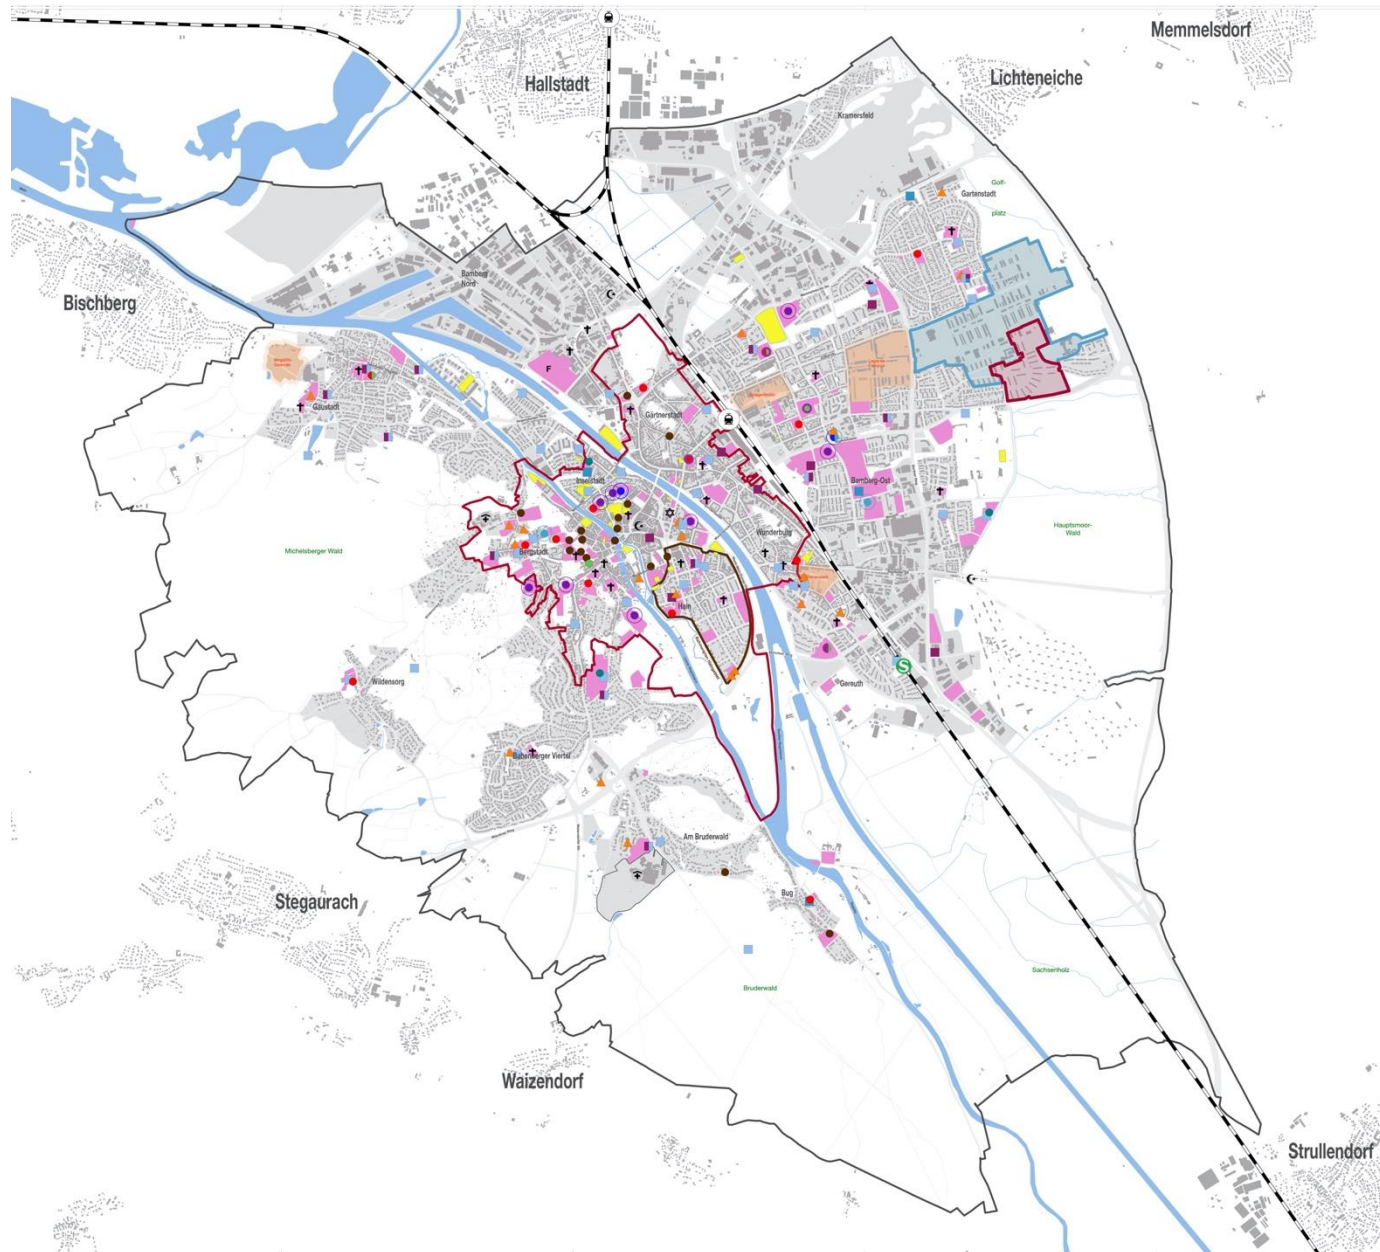 Memmelsdorf
Hallstadt
Lichteneiche
Kramersfeld
Golf-
platz
Gartenstadt
Bamberg
Nord
Bischberg
F
Gaustadt
Gärtnerstadt
Bamberg-Ost
Inselstadt
Wunderburg
Hauptsmoor-
Wald
Michelsberger Wald
Bergstadt
Hain
S
Wildensorg
Gereuth
Babenberger Viertel
Am Bruderwald
Bug
Stegaurach
Sachsenholz
Bruderwald
Waizendorf
Strullendorf